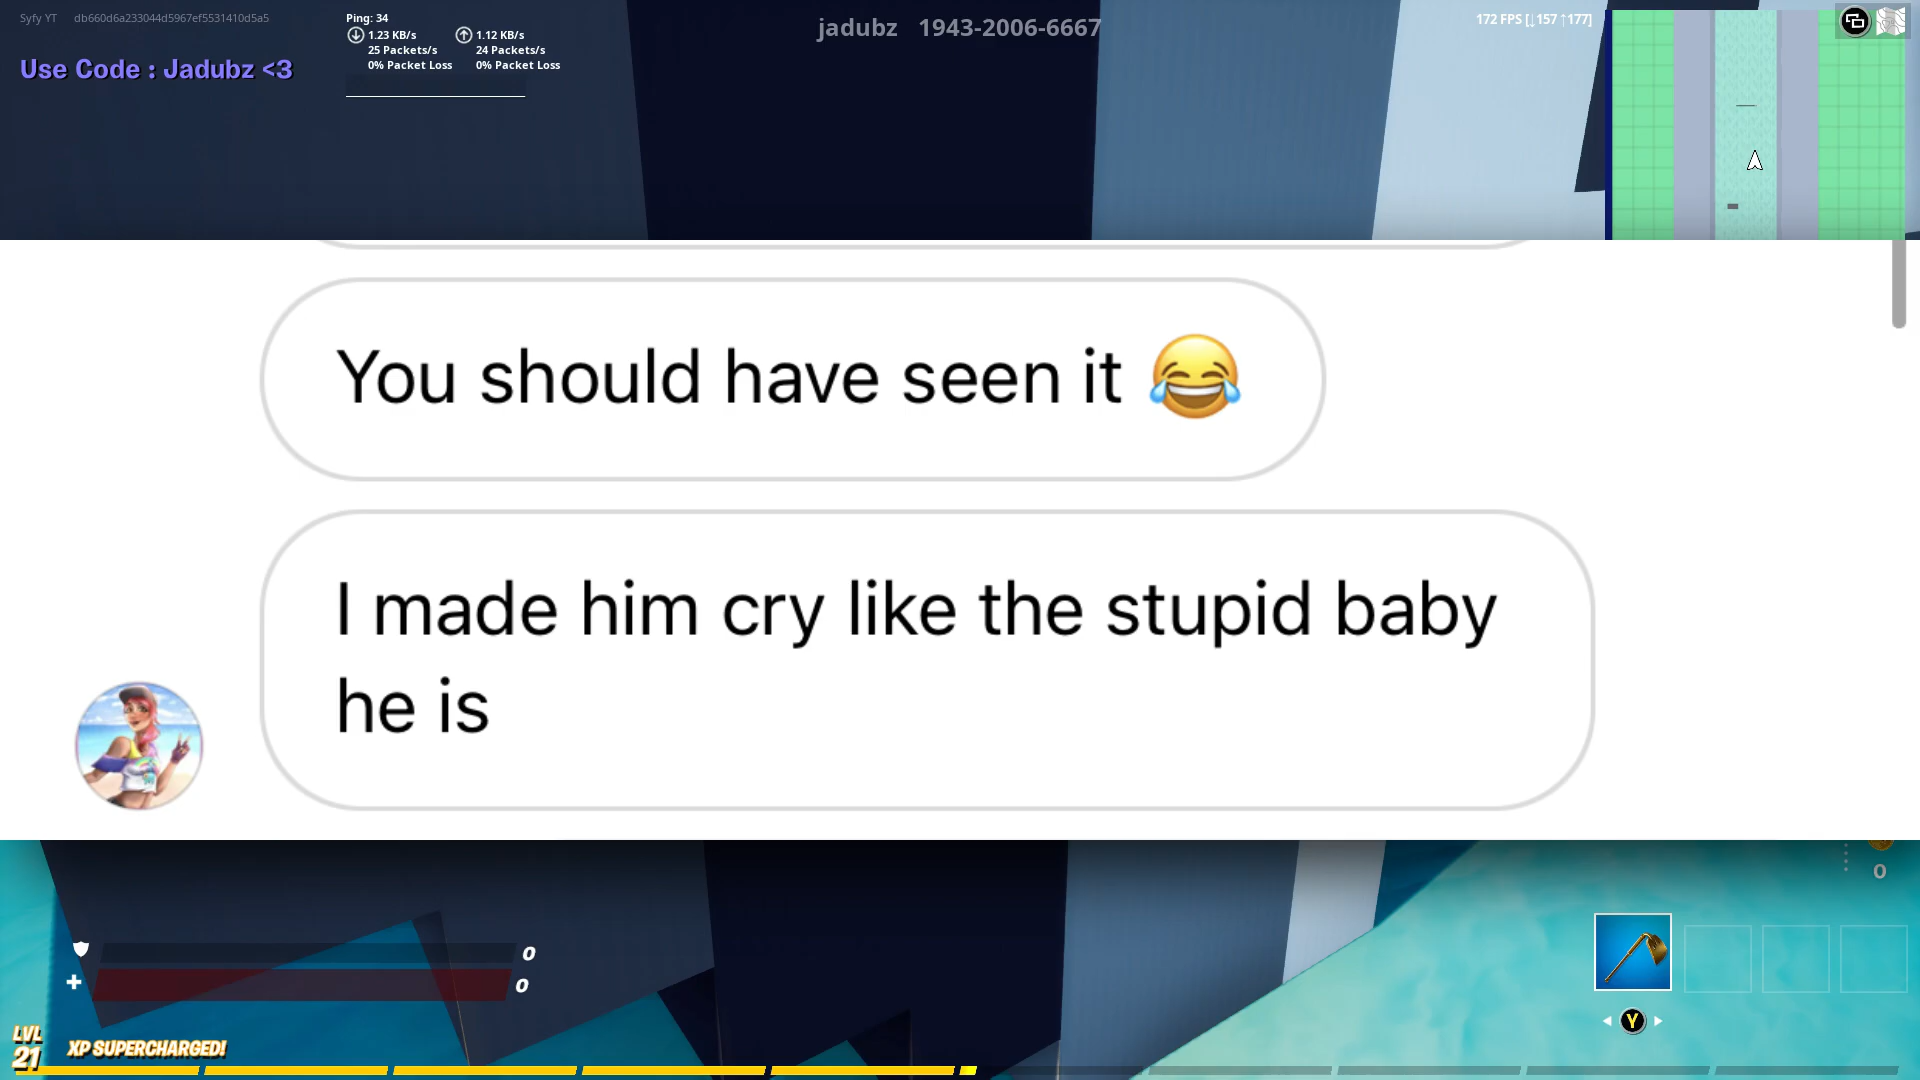 Syfy YT db660d6a233044d5967ef5531410d5a5
Use Code : Jadubz <3
Ping: 34
1.23 KB/s 1.12 KB/s
25 Packets/s 24 Packets/s
0% Packet Loss 0% Packet Loss
jadubz 1943-2006-6667
172 FPS [↓157 ↑177]
You should have seen it 😂
I made him cry like the stupid baby
he is
0
0
0
LVL
21
XP SUPERCHARGED!
Y